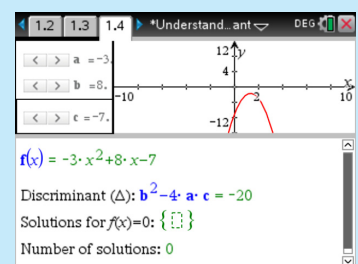 1.2 1.3 1.4 *Understand... ant DEG
a =-3.
b =8.
c =-7.
12 y
4
x
-10 2 10
-12
f(x) = -3·x²+8·x-7
Discriminant (Δ): b²-4·a·c = -20
Solutions for f(x)=0: {▯}
Number of solutions: 0